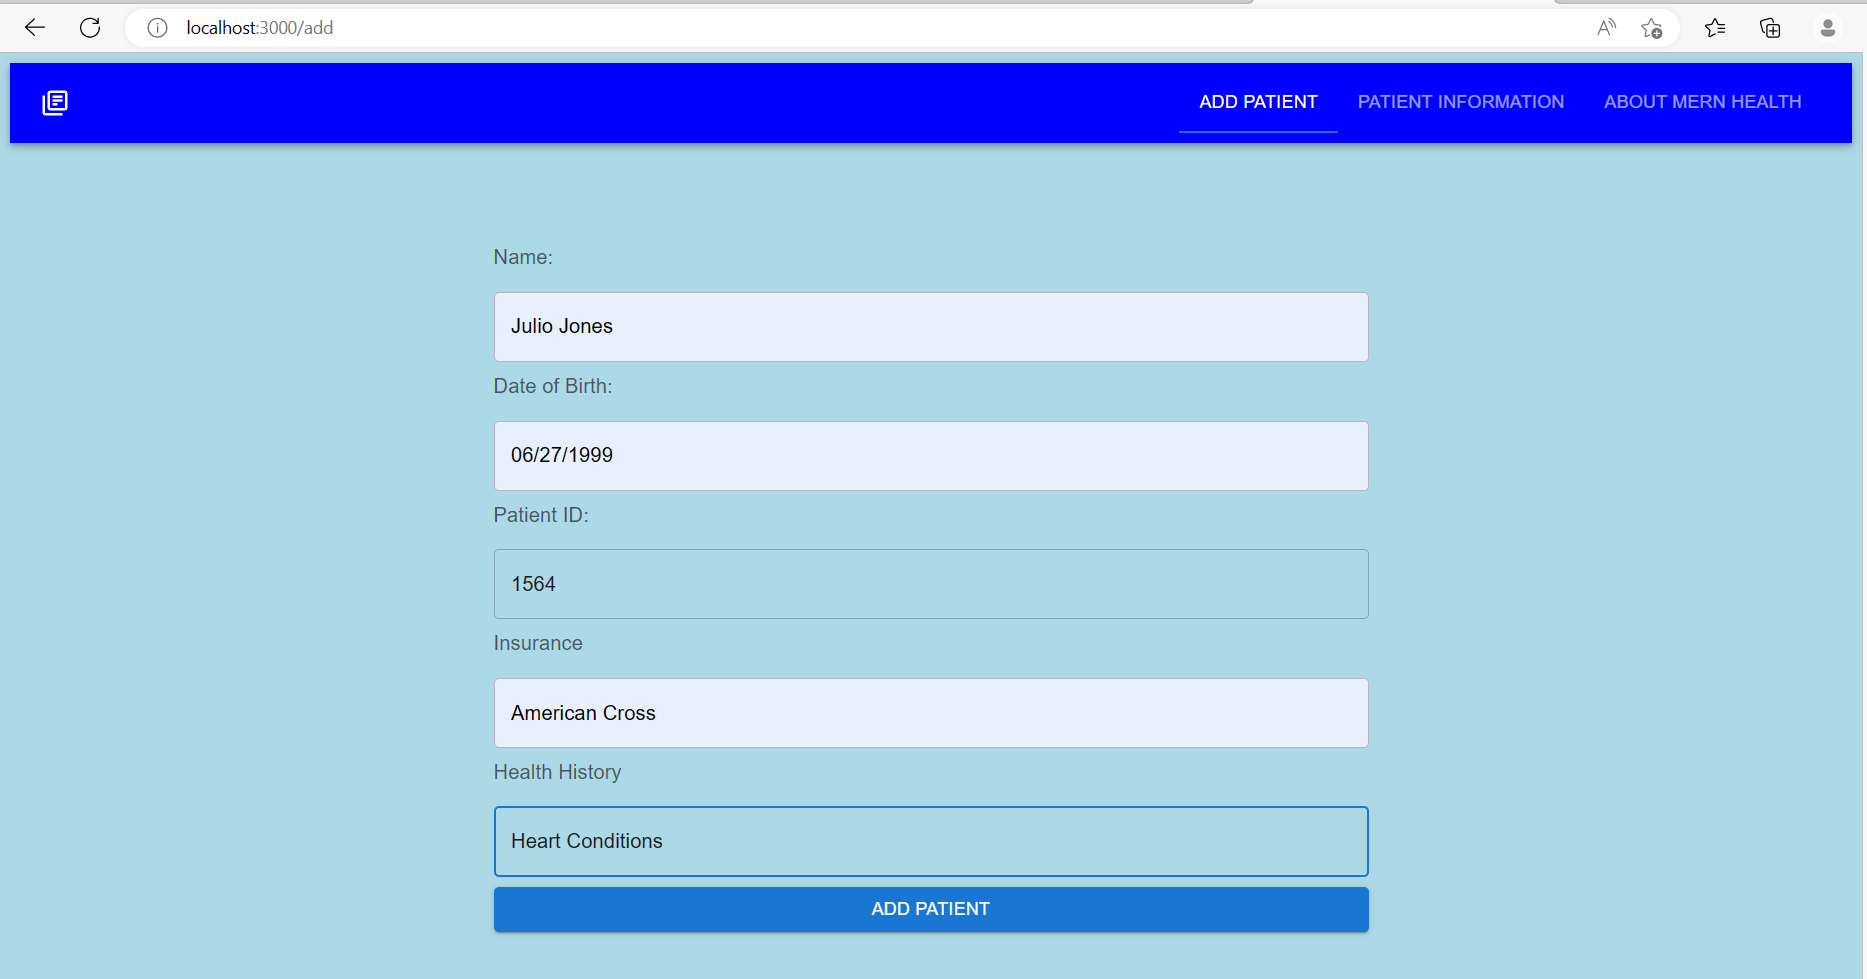 localhost:3000/add
ADD PATIENT PATIENT INFORMATION ABOUT MERN HEALTH
Name:
Julio Jones
Date of Birth:
06/27/1999
Patient ID:
1564
Insurance
American Cross
Health History
Heart Conditions
ADD PATIENT